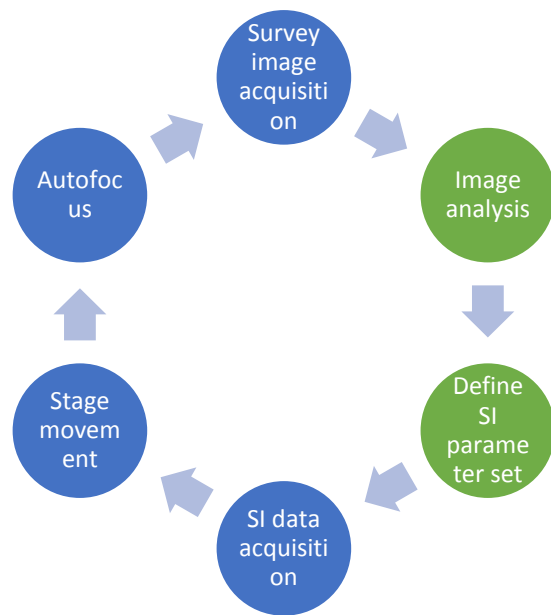 Survey
image
acquisiti
on
Image
analysis
Define
SI
parame
ter set
SI data
acquisiti
on
Stage
movem
ent
Autofoc
us